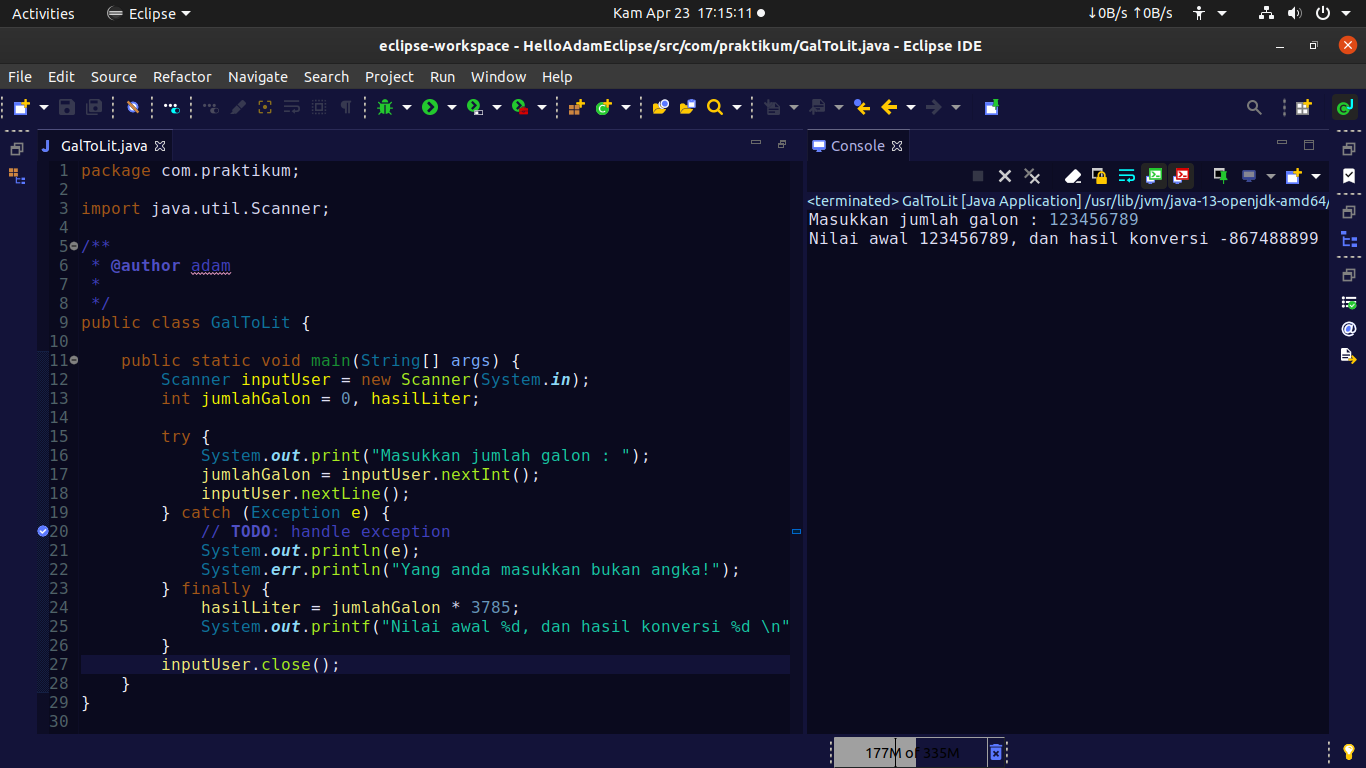 Activities Eclipse Kam Apr 23 17:15:11 ↓0B/s ↑0B/s
eclipse-workspace - HelloAdamEclipse/src/com/praktikum/GalToLit.java - Eclipse IDE
File Edit Source Refactor Navigate Search Project Run Window Help
GalToLit.java
1 package com.praktikum;
2
3 import java.util.Scanner;
4
5 /**
6 * @author adam
7 *
8 */
9 public class GalToLit {
10
11 public static void main(String[] args) {
12 Scanner inputUser = new Scanner(System.in);
13 int jumlahGalon = 0, hasilLiter;
14
15 try {
16 System.out.print("Masukkan jumlah galon : ");
17 jumlahGalon = inputUser.nextInt();
18 inputUser.nextLine();
19 } catch (Exception e) {
20 // TODO: handle exception
21 System.out.println(e);
22 System.err.println("Yang anda masukkan bukan angka!");
23 } finally {
24 hasilLiter = jumlahGalon * 3785;
25 System.out.printf("Nilai awal %d, dan hasil konversi %d \n"
26 }
27 inputUser.close();
28 }
29 }
30
Console
<terminated> GalToLit [Java Application] /usr/lib/jvm/java-13-openjdk-amd64/
Masukkan jumlah galon : 123456789
Nilai awal 123456789, dan hasil konversi -867488899
177M of 335M